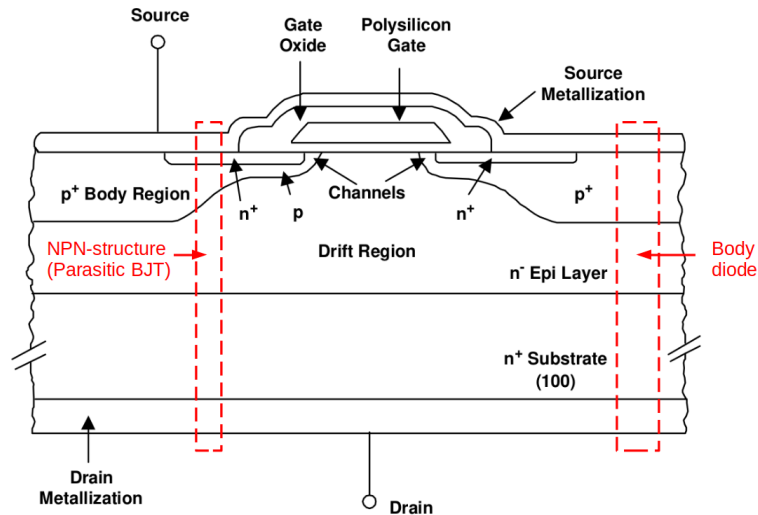 Source
Gate
Oxide
Polysilicon
Gate
Source
Metallization
p+ Body Region
n+
p
Channels
n+
p+
NPN-structure
(Parasitic BJT)
Drift Region
n- Epi Layer
Body
diode
n+ Substrate
(100)
Drain
Metallization
Drain